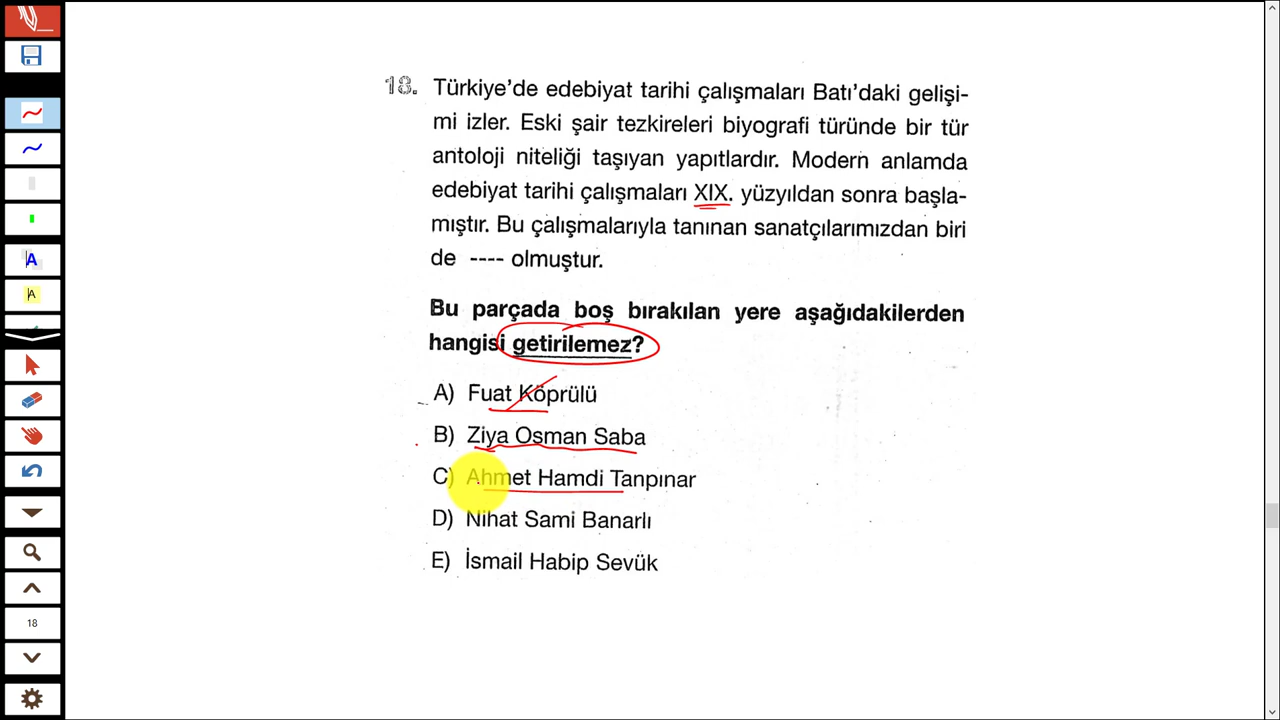 18. Türkiye'de edebiyat tarihi çalışmaları Batı'daki gelişi-
mi izler. Eski şair tezkireleri biyografi türünde bir tür
antoloji niteliği taşıyan yapıtlardır. Modern anlamda
edebiyat tarihi çalışmaları XIX. yüzyıldan sonra başla-
mıştır. Bu çalışmalarıyla tanınan sanatçılarımızdan biri
de ---- olmuştur.
Bu parçada boş bırakılan yere aşağıdakilerden
hangisi getirilemez?
A) Fuat Köprülü
B) Ziya Osman Saba
C) Ahmet Hamdi Tanpınar
D) Nihat Sami Banarlı
E) İsmail Habip Sevük
A
A
18